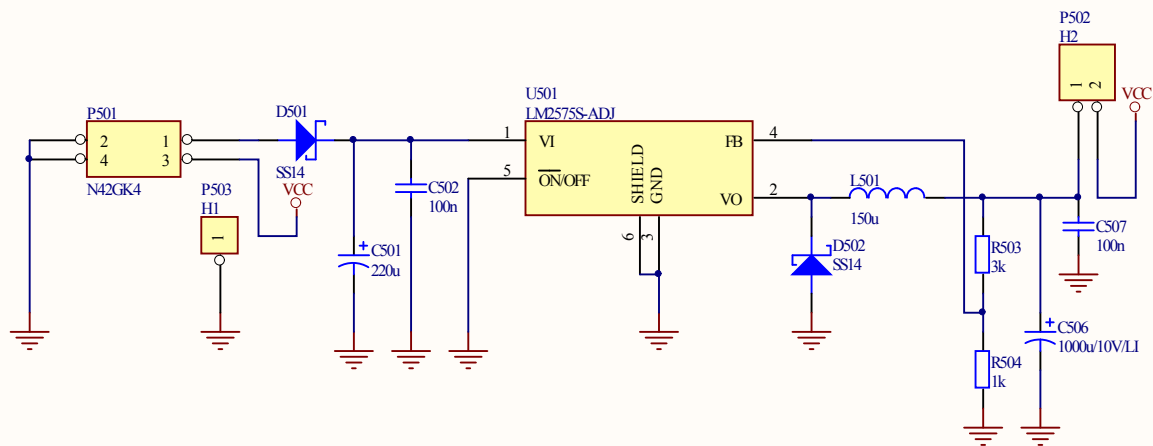 P502
H2
1
2
VCC
U501
LM2575S-ADJ
D501
P501
2
1
4
3
N42GK4
SS14
VCC
P503
H1
1
C502
100n
C501
220u
1
VI
5
ON/OFF
SHIELD
GND
6
3
FB
4
VO
2
L501
150u
D502
SS14
R503
3k
C507
100n
C506
1000u/10V/LI
R504
1k